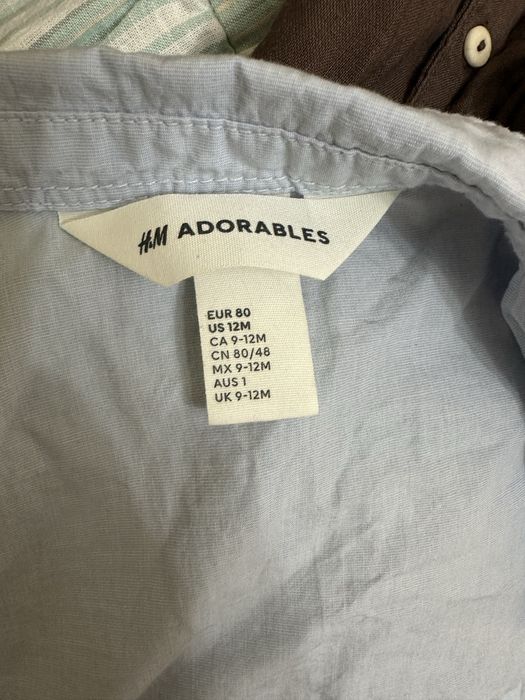 H&M ADORABLES
EUR 80
US 12M
CA 9-12M
CN 80/48
MX 9-12M
AUS 1
UK 9-12M